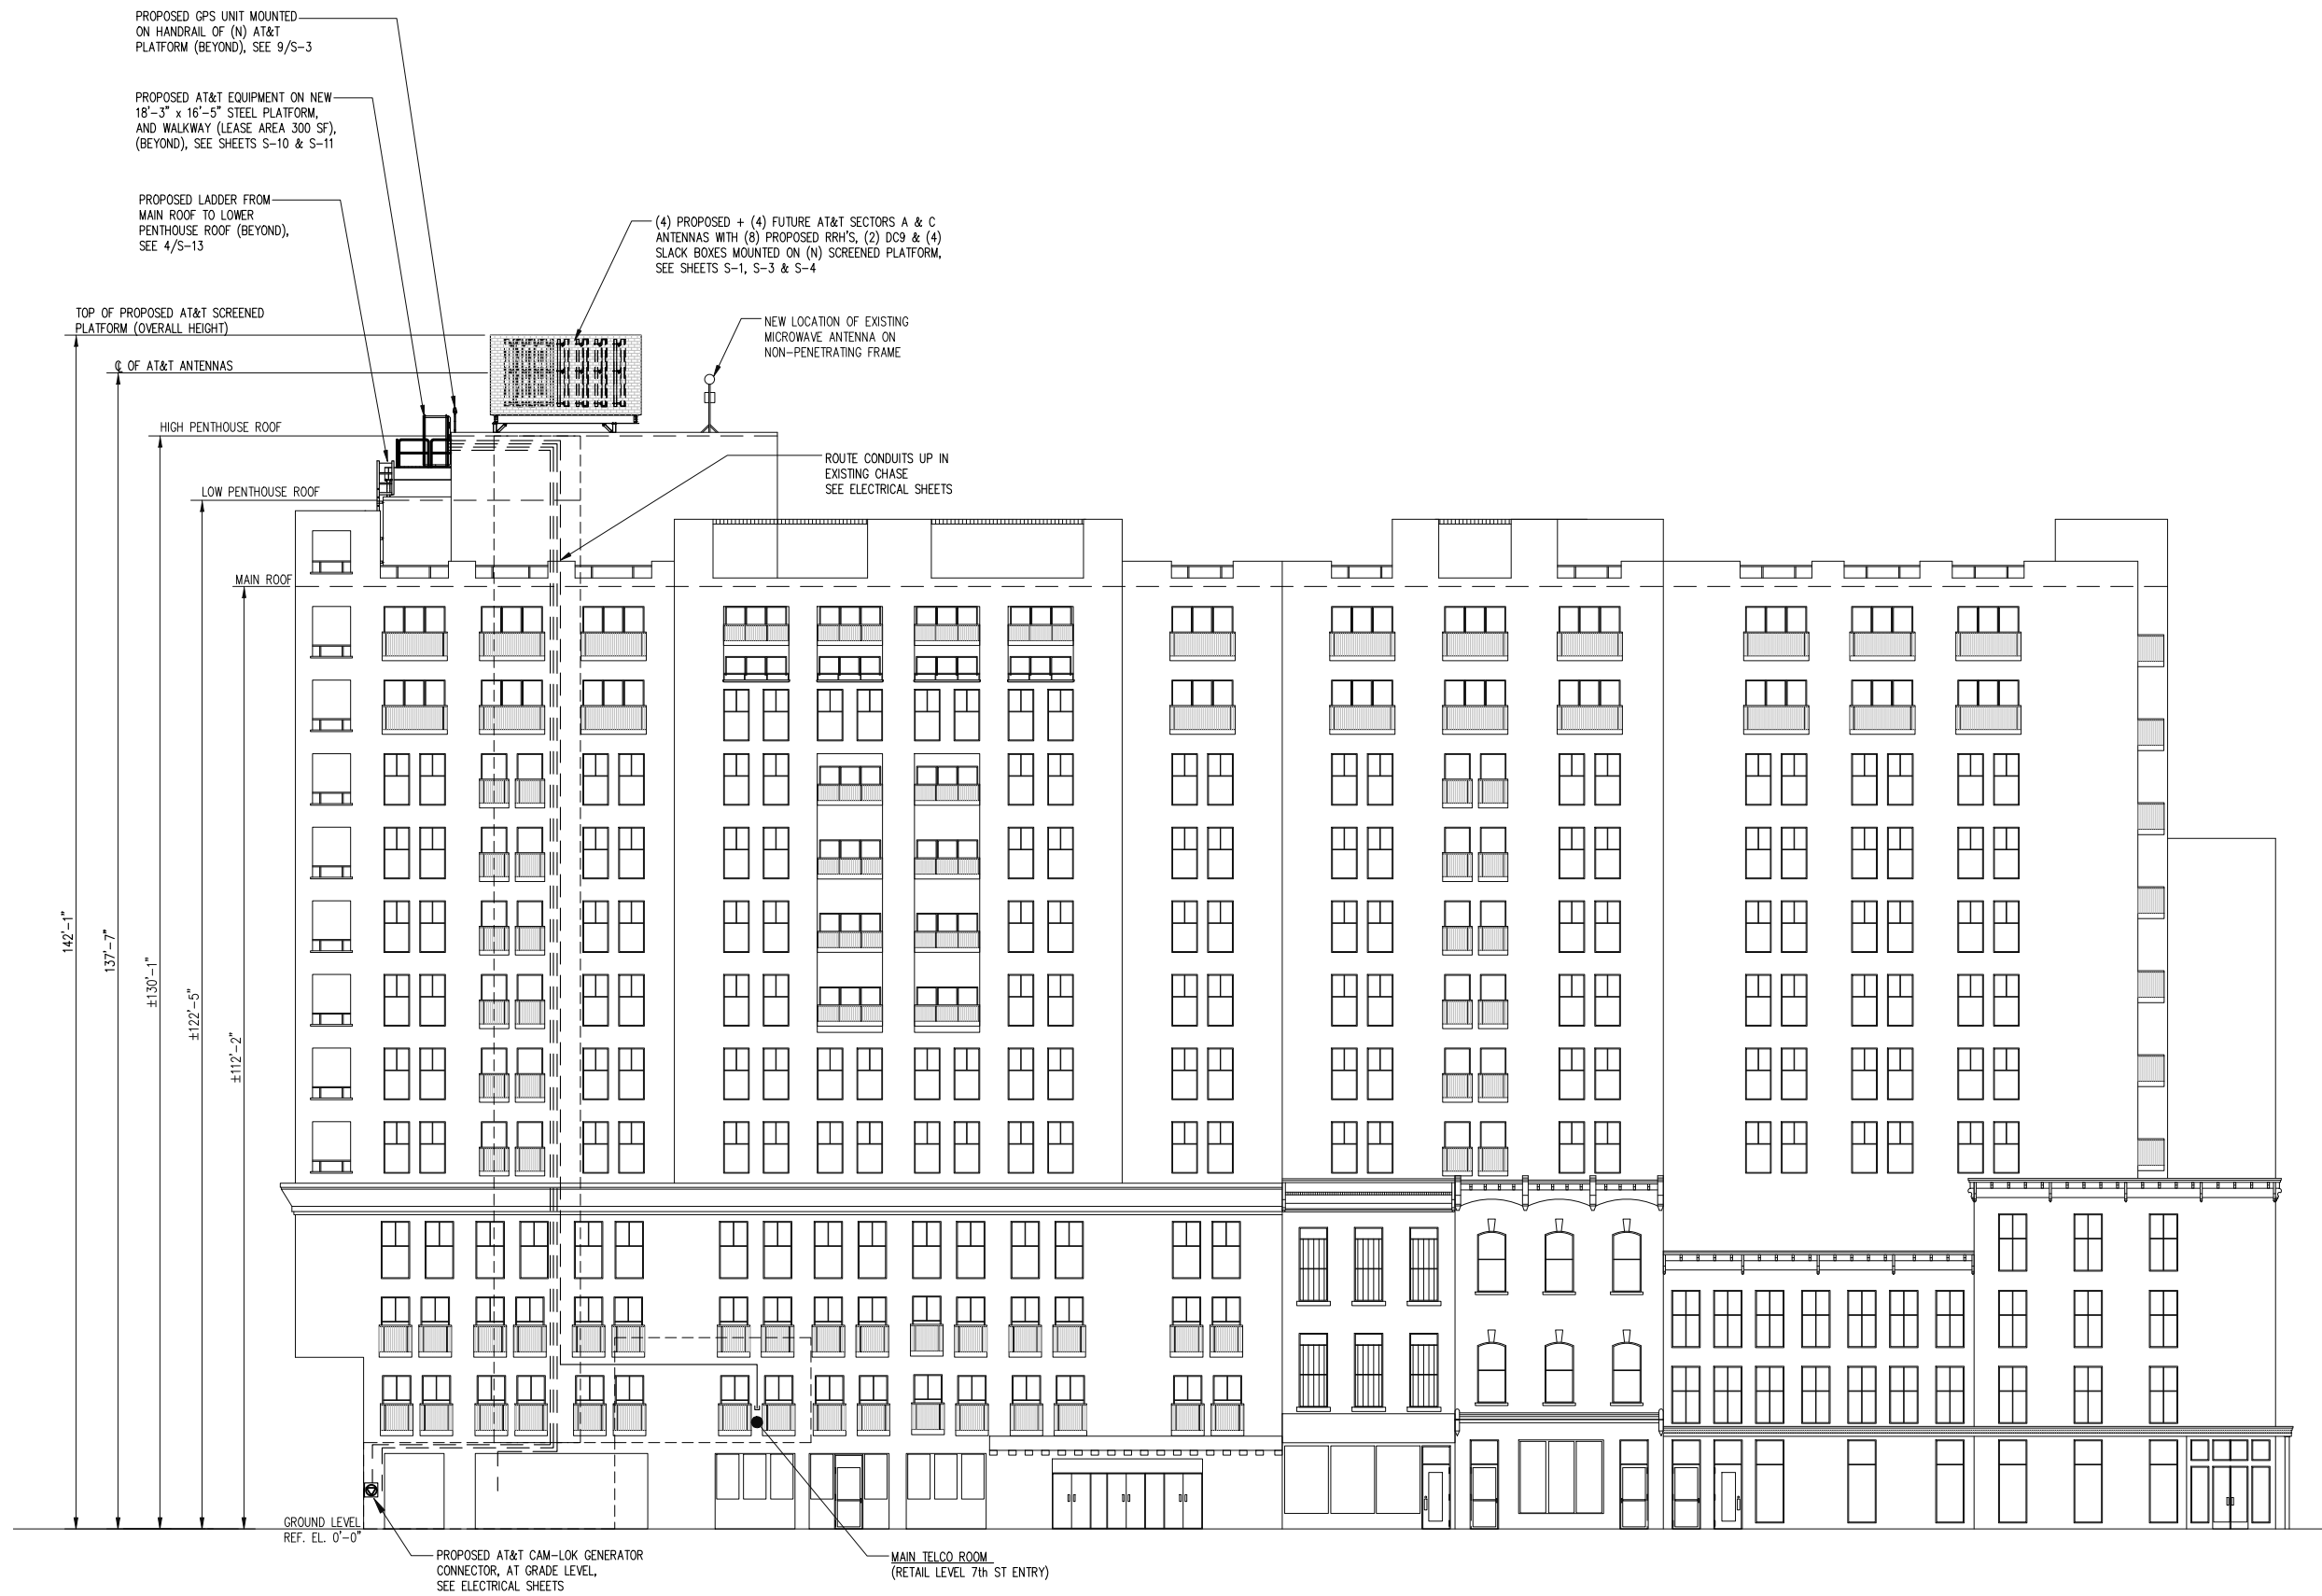 PROPOSED GPS UNIT MOUNTED
ON HANDRAIL OF (N) AT&T
PLATFORM (BEYOND), SEE 9/S-3
PROPOSED AT&T EQUIPMENT ON NEW
18'-3" x 16'-5" STEEL PLATFORM,
AND WALKWAY (LEASE AREA 300 SF),
(BEYOND), SEE SHEETS S-10 & S-11
PROPOSED LADDER FROM
MAIN ROOF TO LOWER
PENTHOUSE ROOF (BEYOND),
SEE 4/S-13
(4) PROPOSED + (4) FUTURE AT&T SECTORS A & C
ANTENNAS WITH (8) PROPOSED RRH'S, (2) DC9 & (4)
SLACK BOXES MOUNTED ON (N) SCREENED PLATFORM,
SEE SHEETS S-1, S-3 & S-4
TOP OF PROPOSED AT&T SCREENED
PLATFORM (OVERALL HEIGHT)
NEW LOCATION OF EXISTING
MICROWAVE ANTENNA ON
NON-PENETRATING FRAME
℄ OF AT&T ANTENNAS
HIGH PENTHOUSE ROOF
ROUTE CONDUITS UP IN
EXISTING CHASE
SEE ELECTRICAL SHEETS
LOW PENTHOUSE ROOF
MAIN ROOF
142'-1"
137'-7"
±130'-1"
±122'-5"
±112'-2"
GROUND LEVEL
REF. EL. 0'-0"
PROPOSED AT&T CAM-LOK GENERATOR
CONNECTOR, AT GRADE LEVEL,
SEE ELECTRICAL SHEETS
MAIN TELCO ROOM
(RETAIL LEVEL 7th ST ENTRY)